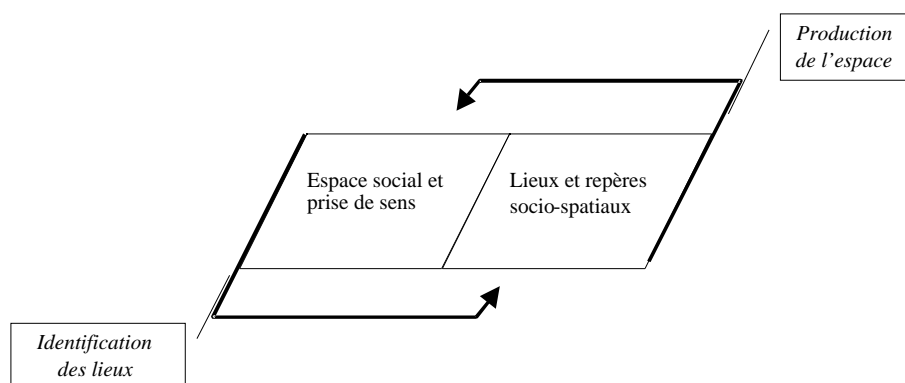 Production
de l’espace
Espace social et
prise de sens
Lieux et repères
socio-spatiaux
Identification
des lieux